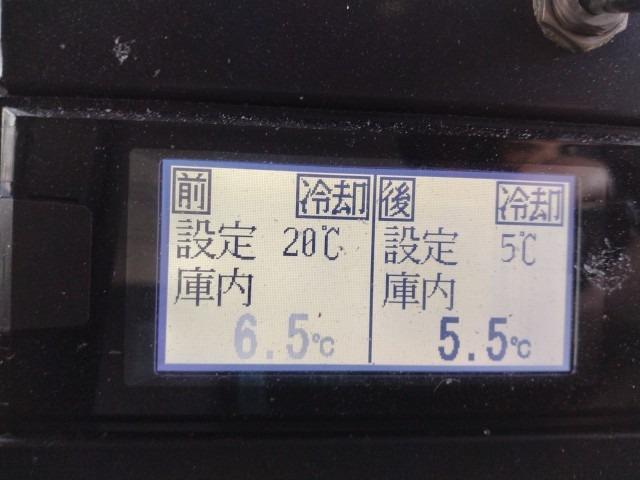 前 冷却
設定 20℃
庫内
6.5℃
後 冷却
設定 5℃
庫内
5.5℃